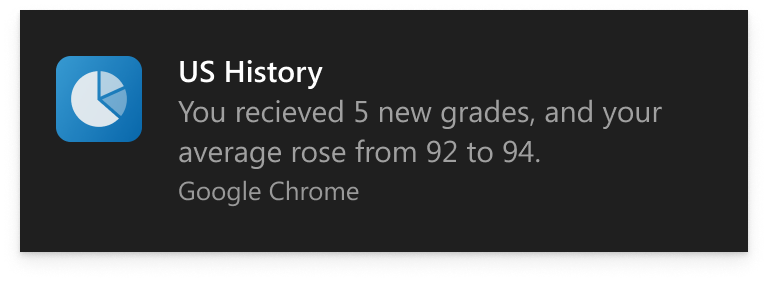 US History
You recieved 5 new grades, and your
average rose from 92 to 94.
Google Chrome